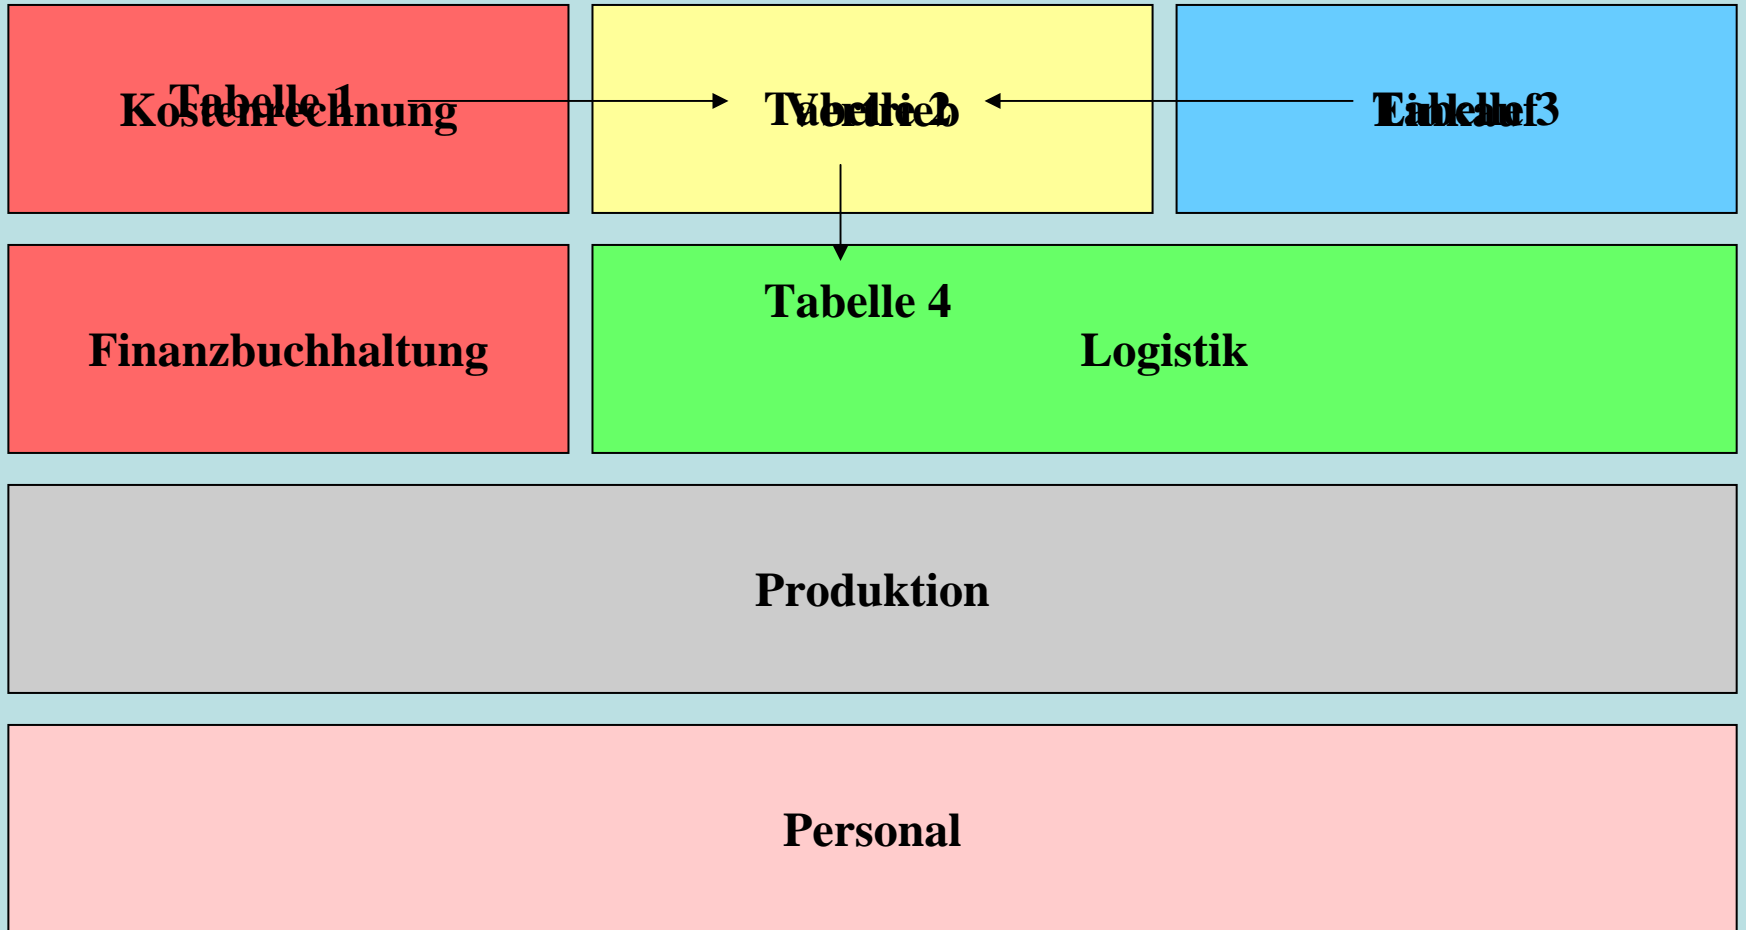 Tabelle 1
Kostenrechnung
Tabelle 2
Vertrieb
Tabelle 3
Einkauf
Tabelle 4
Finanzbuchhaltung
Logistik
Produktion
Personal